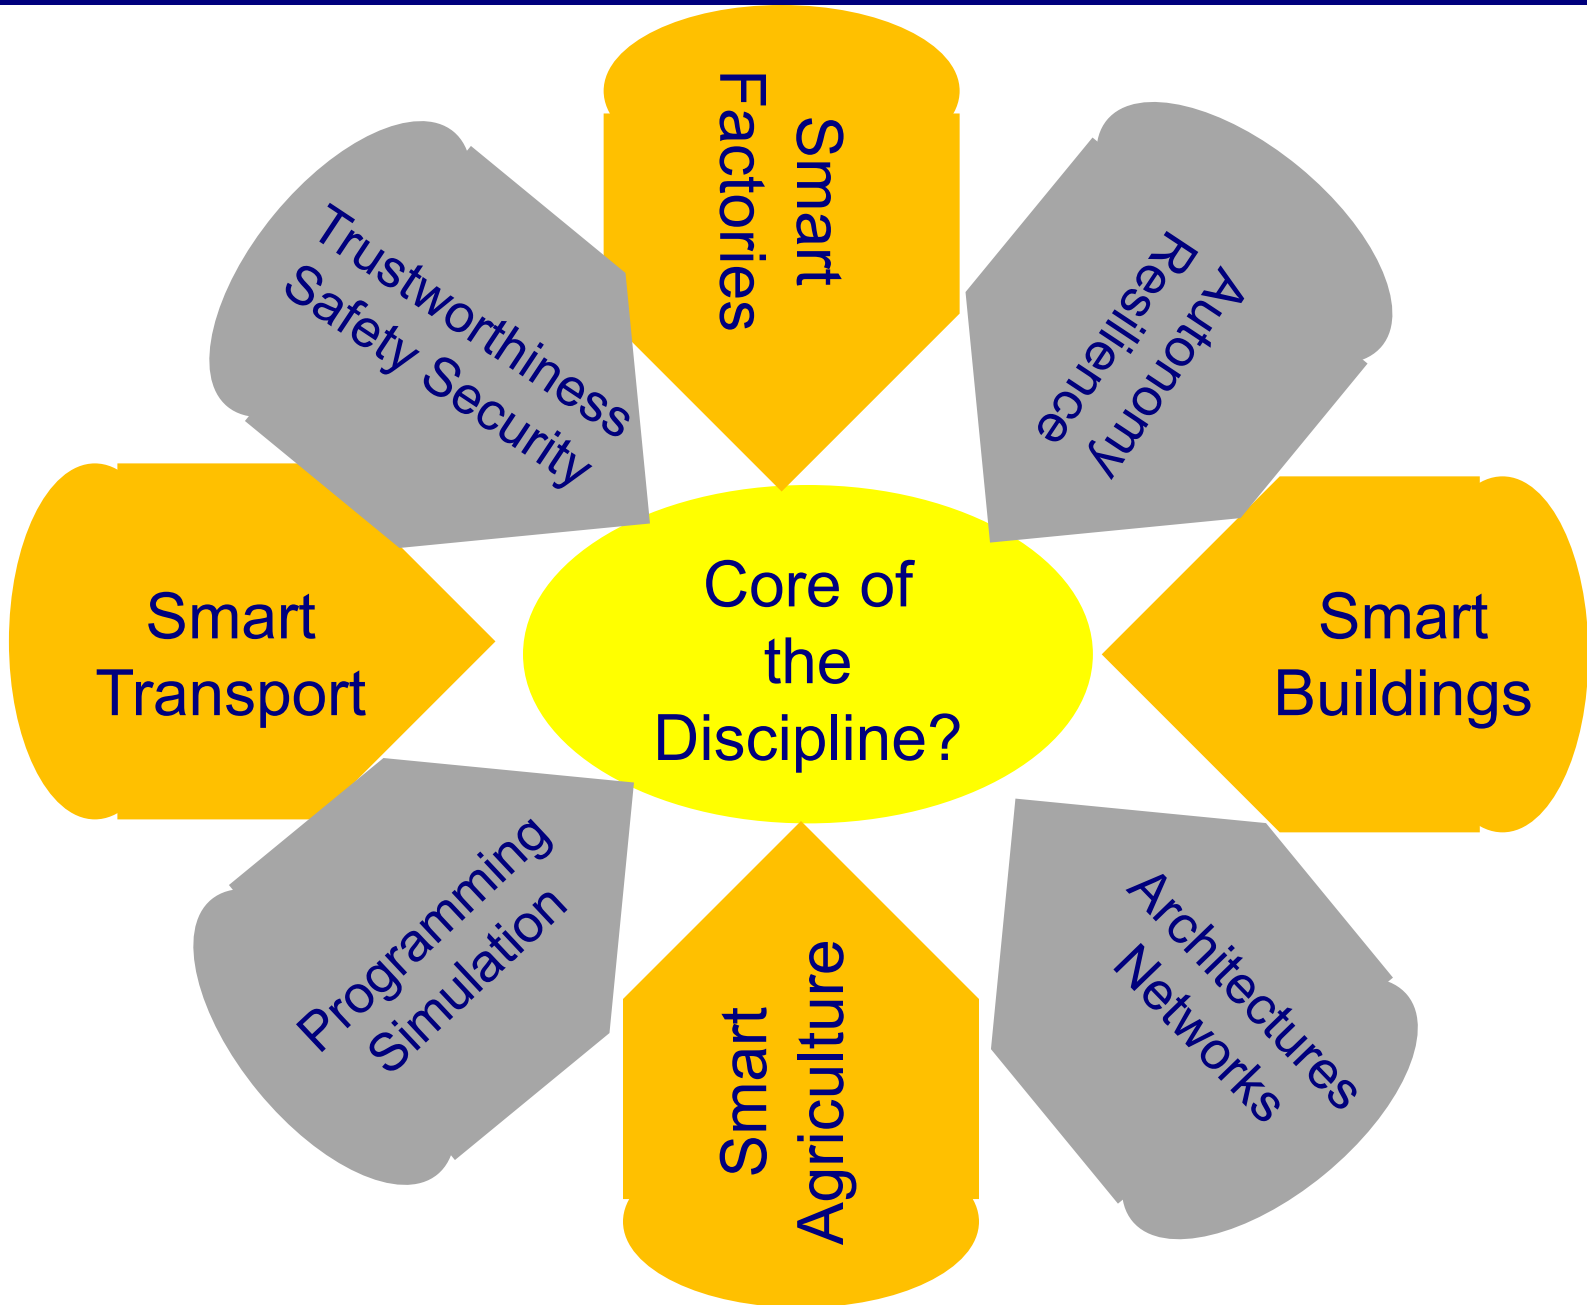 Smart
Factories
Trustworthiness
Safety Security
Autonomy
Resilience
Smart
Transport
Core of
the
Discipline?
Smart
Buildings
Programming
Simulation
Smart
Agriculture
Architectures
Networks